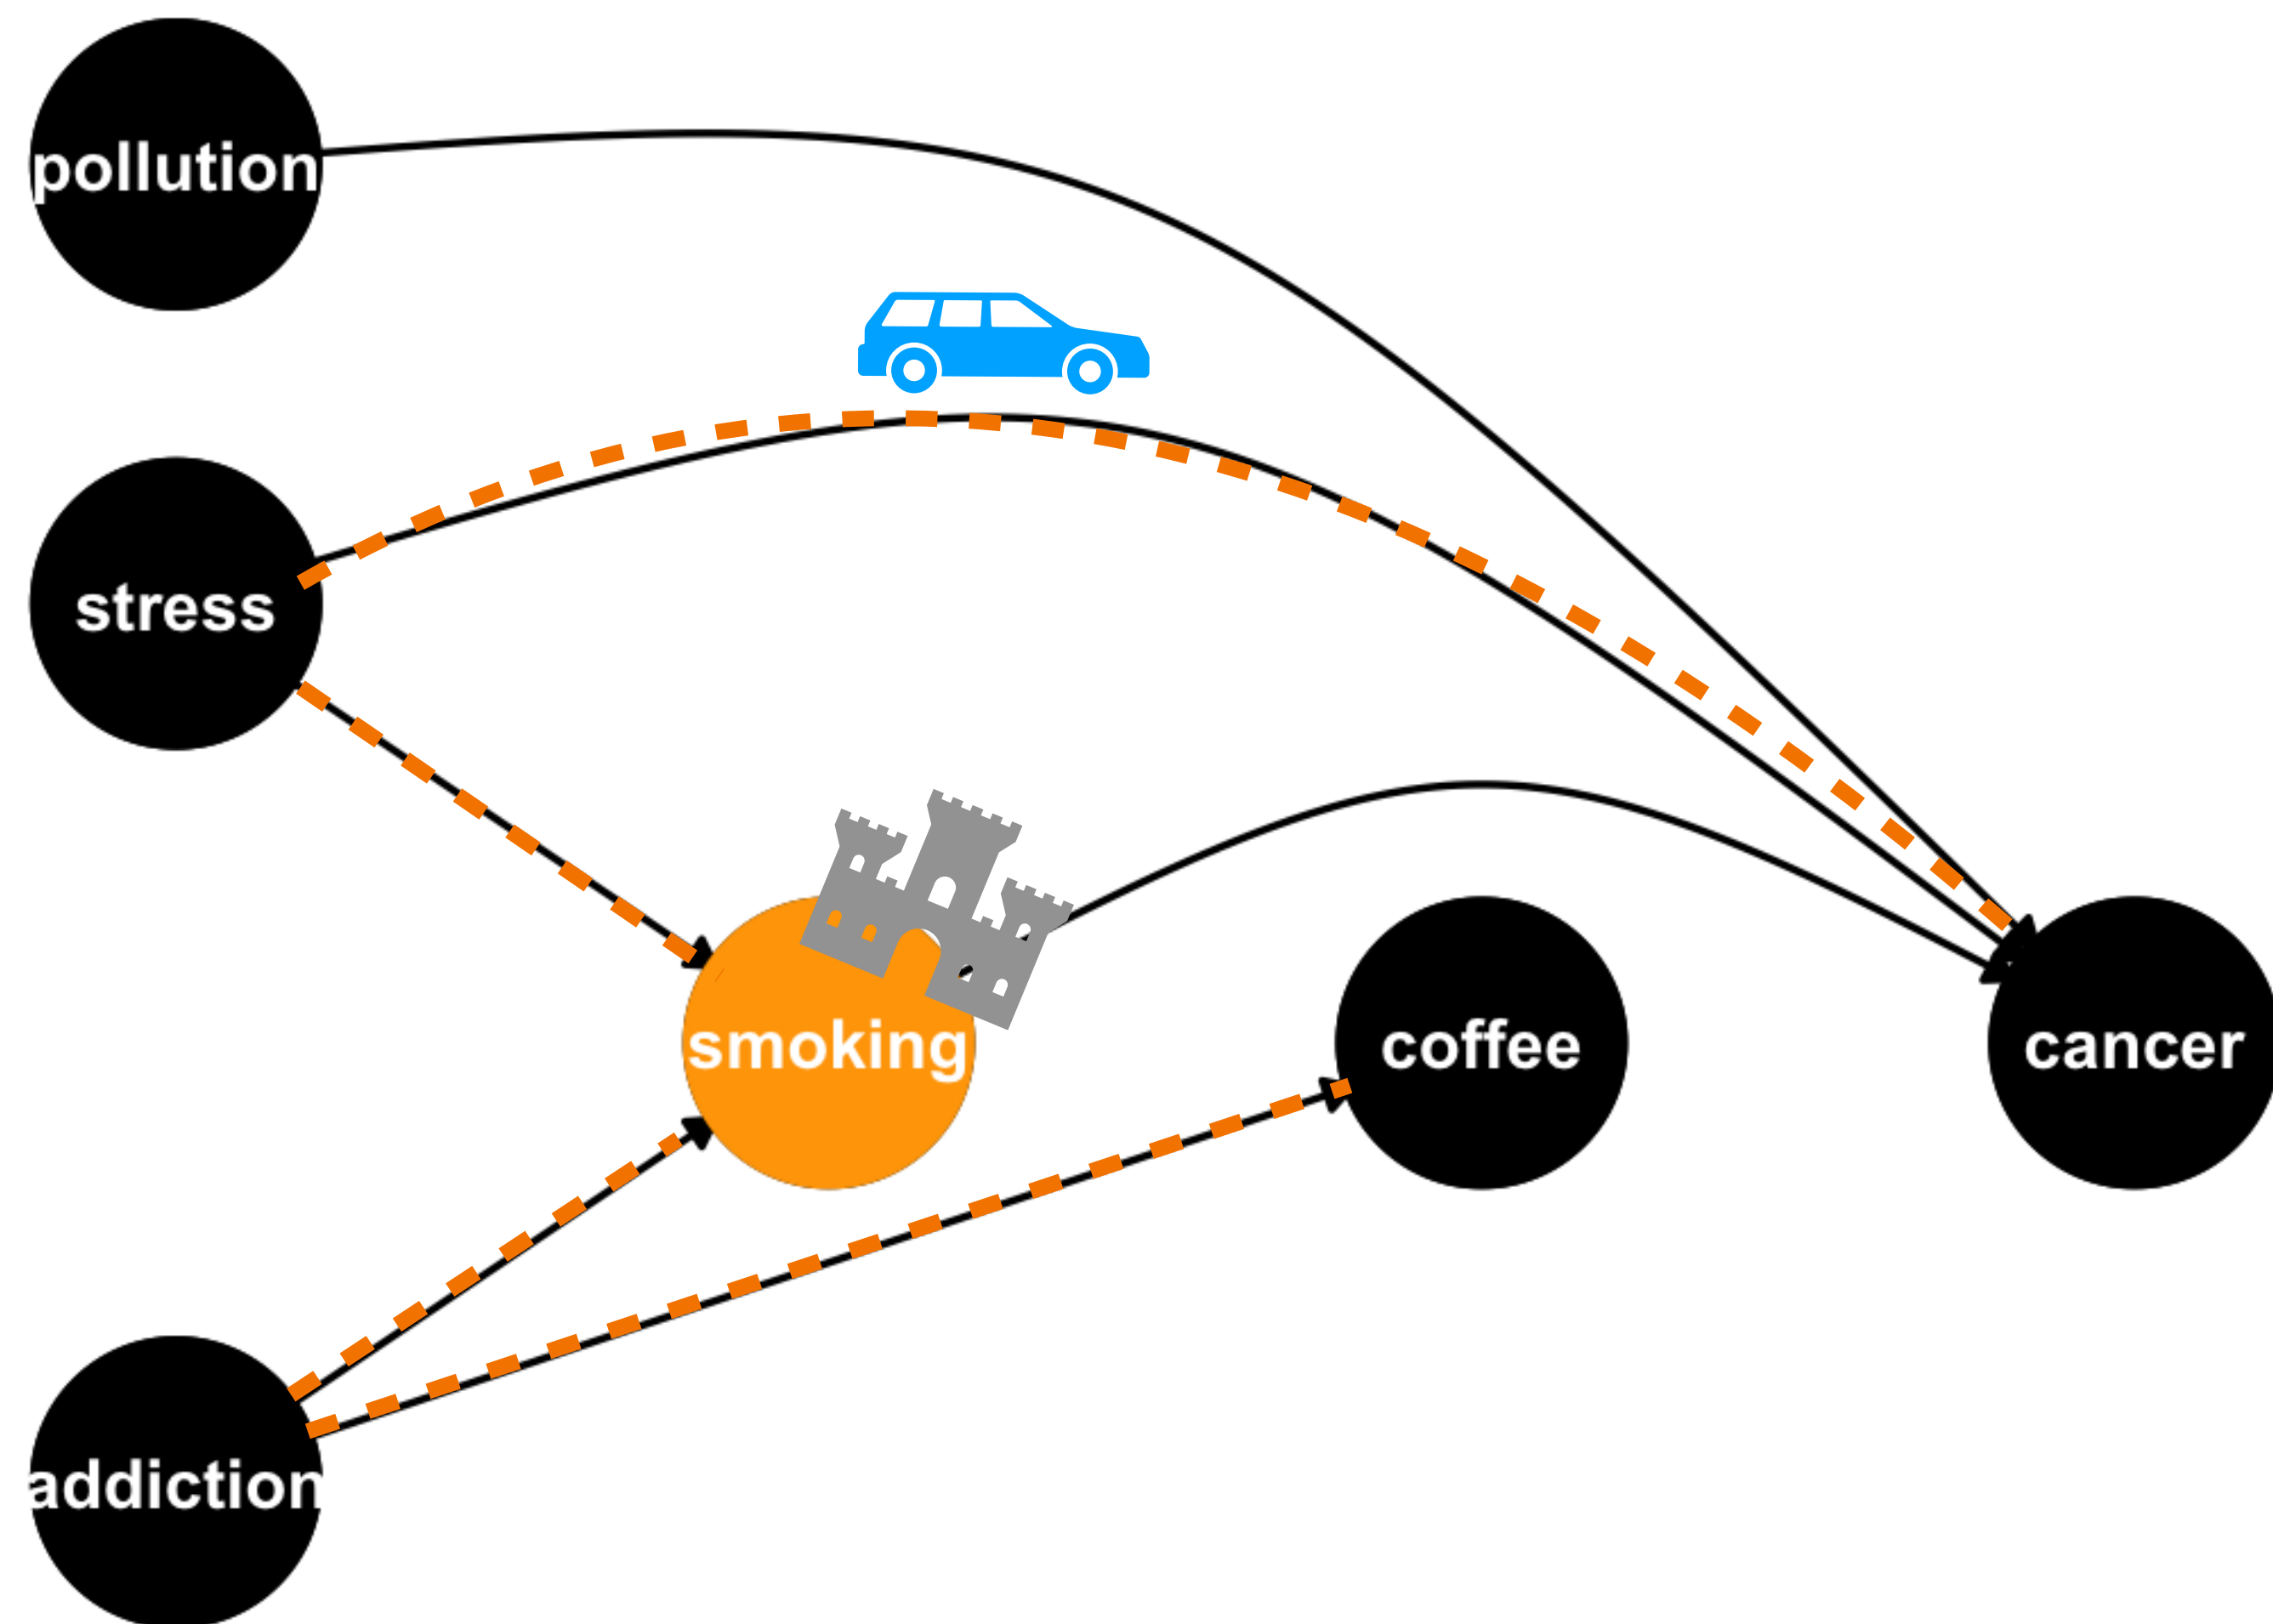 pollution
stress
smoking
coffee
cancer
addiction